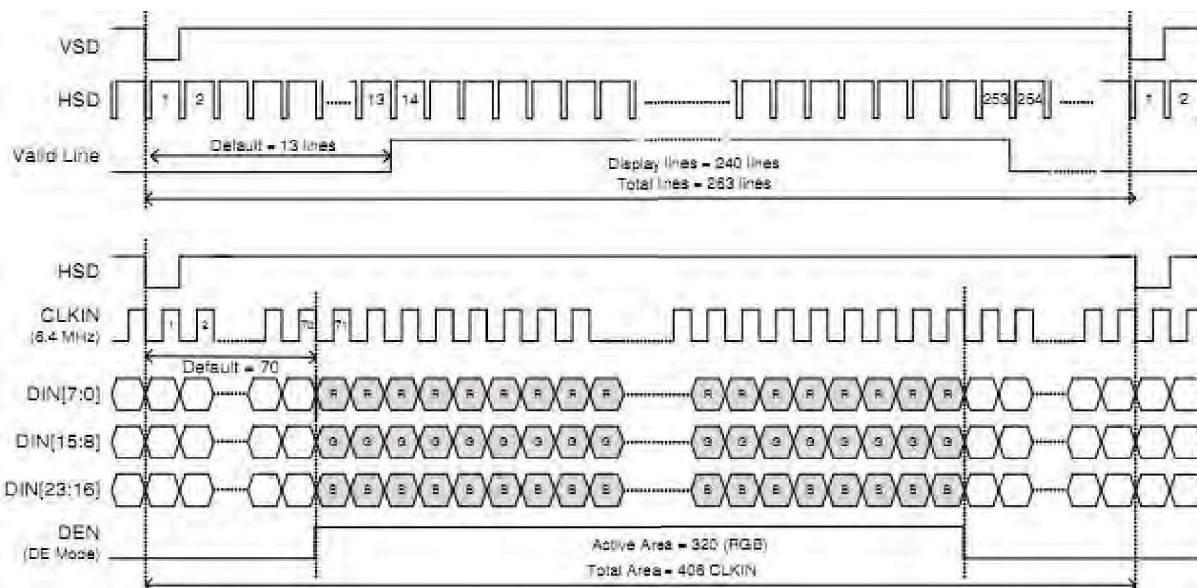 VSD
HSD 1 2 13 14 253 254 1 2
Valid Line
Default = 13 lines
Display lines = 240 lines
Total lines = 263 lines
HSD
CLKIN 1 2 70 71
(6.4 MHz)
Default = 70
DIN[7:0] R R R R R R R R R R R R R R R R R
DIN[15:8] G G G G G G G G G G G G G G G G G
DIN[23:16] B B B B B B B B B B B B B B B B B
DEN
(DE Mode)
Active Area = 320 (RGB)
Total Area = 408 CLKIN